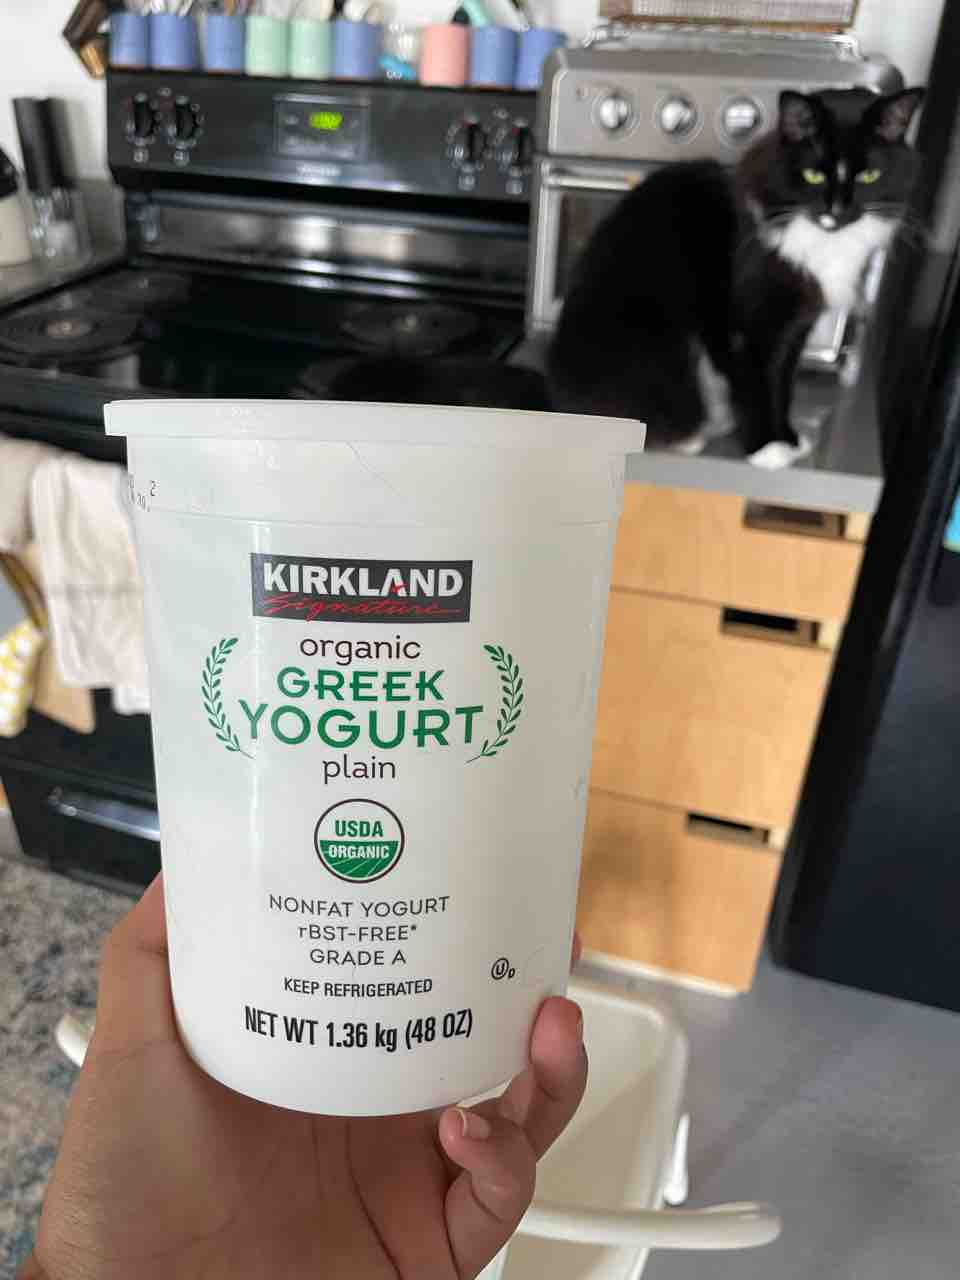 KIRKLAND
Signature
organic
GREEK
YOGURT
plain
USDA
ORGANIC
NONFAT YOGURT
rBST-FREE*
GRADE A
KEEP REFRIGERATED
U D
NET WT 1.36 kg (48 OZ)